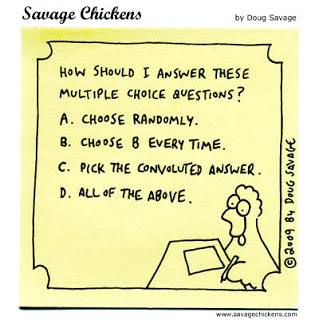 Savage Chickens
by Doug Savage
HOW SHOULD I ANSWER THESE
MULTIPLE CHOICE QUESTIONS?
A. CHOOSE RANDOMLY.
B. CHOOSE B EVERY TIME.
C. PICK THE CONVOLUTED ANSWER.
D. ALL OF THE ABOVE.
© 2009 BY DOUG SAVAGE
www.savagechickens.com